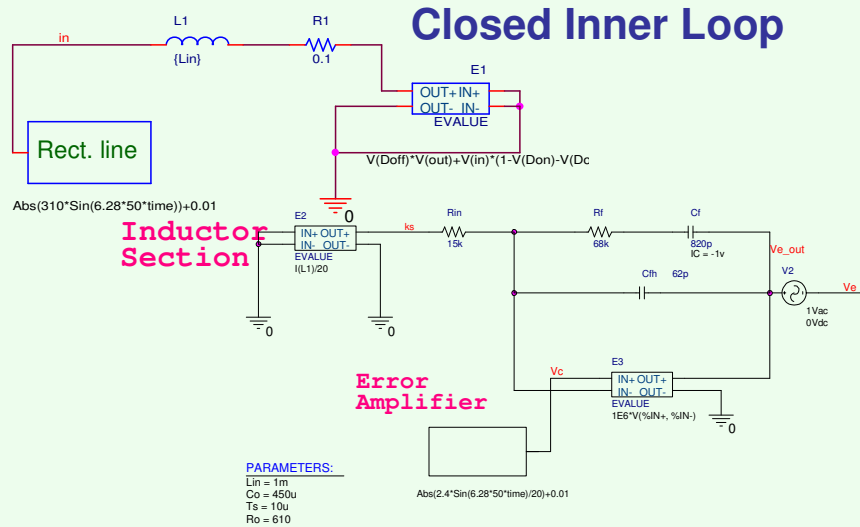 Closed Inner Loop
L1
R1
in
{Lin}
0.1
E1
OUT+ IN+
OUT- IN-
EVALUE
Rect. line
V(Doff)*V(out)+V(in)*(1-V(Don)-V(Dc
Abs(310*Sin(6.28*50*time))+0.01
0
Inductor
Section
E2
IN+ OUT+
IN- OUT-
EVALUE
I(L1)/20
0
0
ks
Rin
15k
Rf
68k
Cf
820p
IC = -1v
Ve_out
Cfh
62p
V2
Ve
1Vac
0Vdc
Error
Amplifier
Vc
E3
IN+ OUT+
IN- OUT-
EVALUE
1E6*V(%IN+, %IN-)
0
Abs(2.4*Sin(6.28*50*time)/20)+0.01
PARAMETERS:
Lin = 1m
Co = 450u
Ts = 10u
Ro = 610